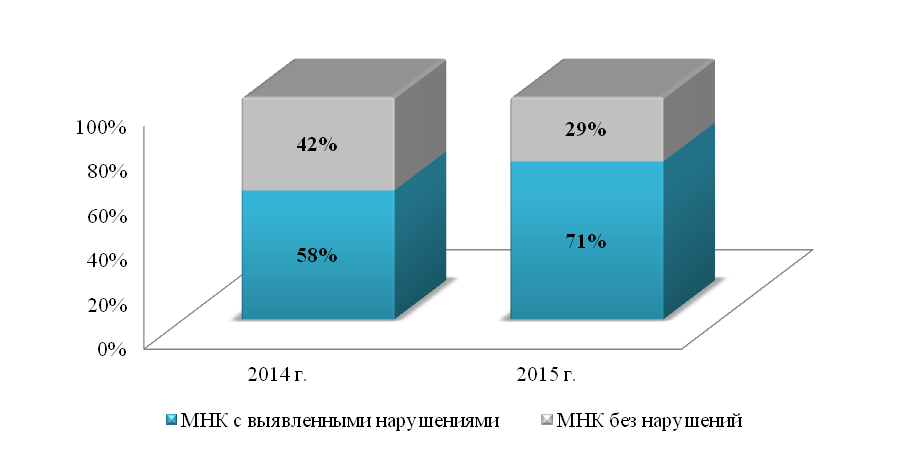 100%
80%
60%
40%
20%
0%
42%
58%
29%
71%
2014 г.
2015 г.
МНК с выявленными нарушениями
МНК без нарушений